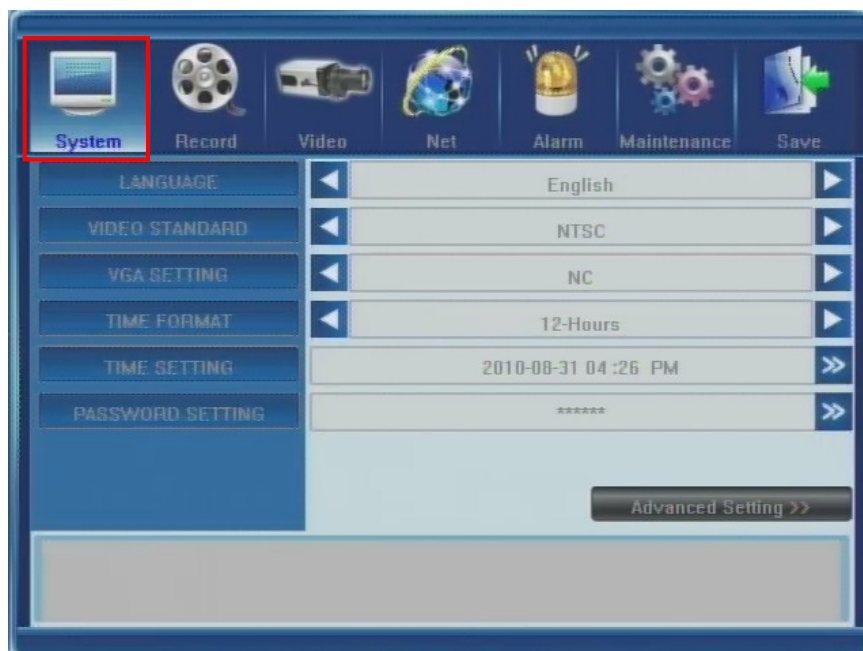 System Record Video Net Alarm Maintenance Save
LANGUAGE English
VIDEO STANDARD NTSC
VGA SETTING NC
TIME FORMAT 12-Hours
TIME SETTING 2010-08-31 04 :26 PM
PASSWORD SETTING ******
Advanced Setting >>